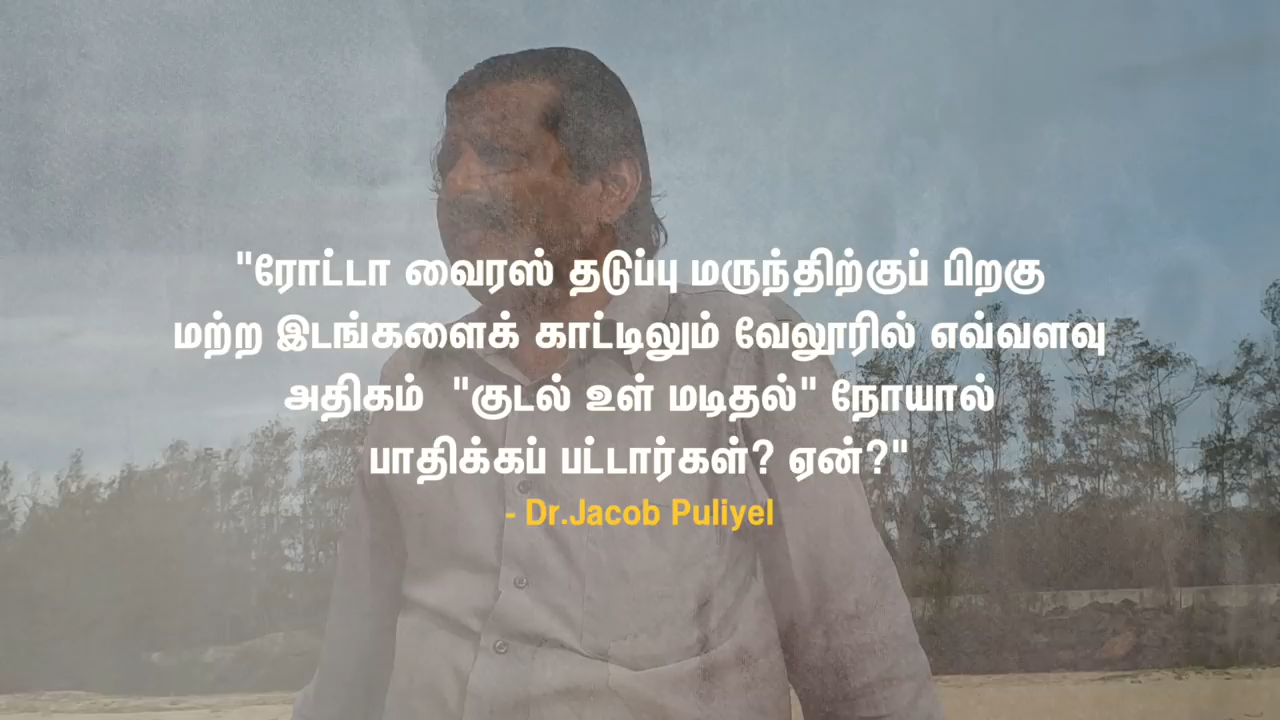 "ரோட்டா வைரஸ் தடுப்பு மருந்திற்குப் பிறகு
மற்ற இடங்களைக் காட்டிலும் வேலூரில் எவ்வளவு
அதிகம்  "குடல் உள் மடிதல்" நோயால்
பாதிக்கப் பட்டார்கள்? ஏன்?"
- Dr.Jacob Puliyel